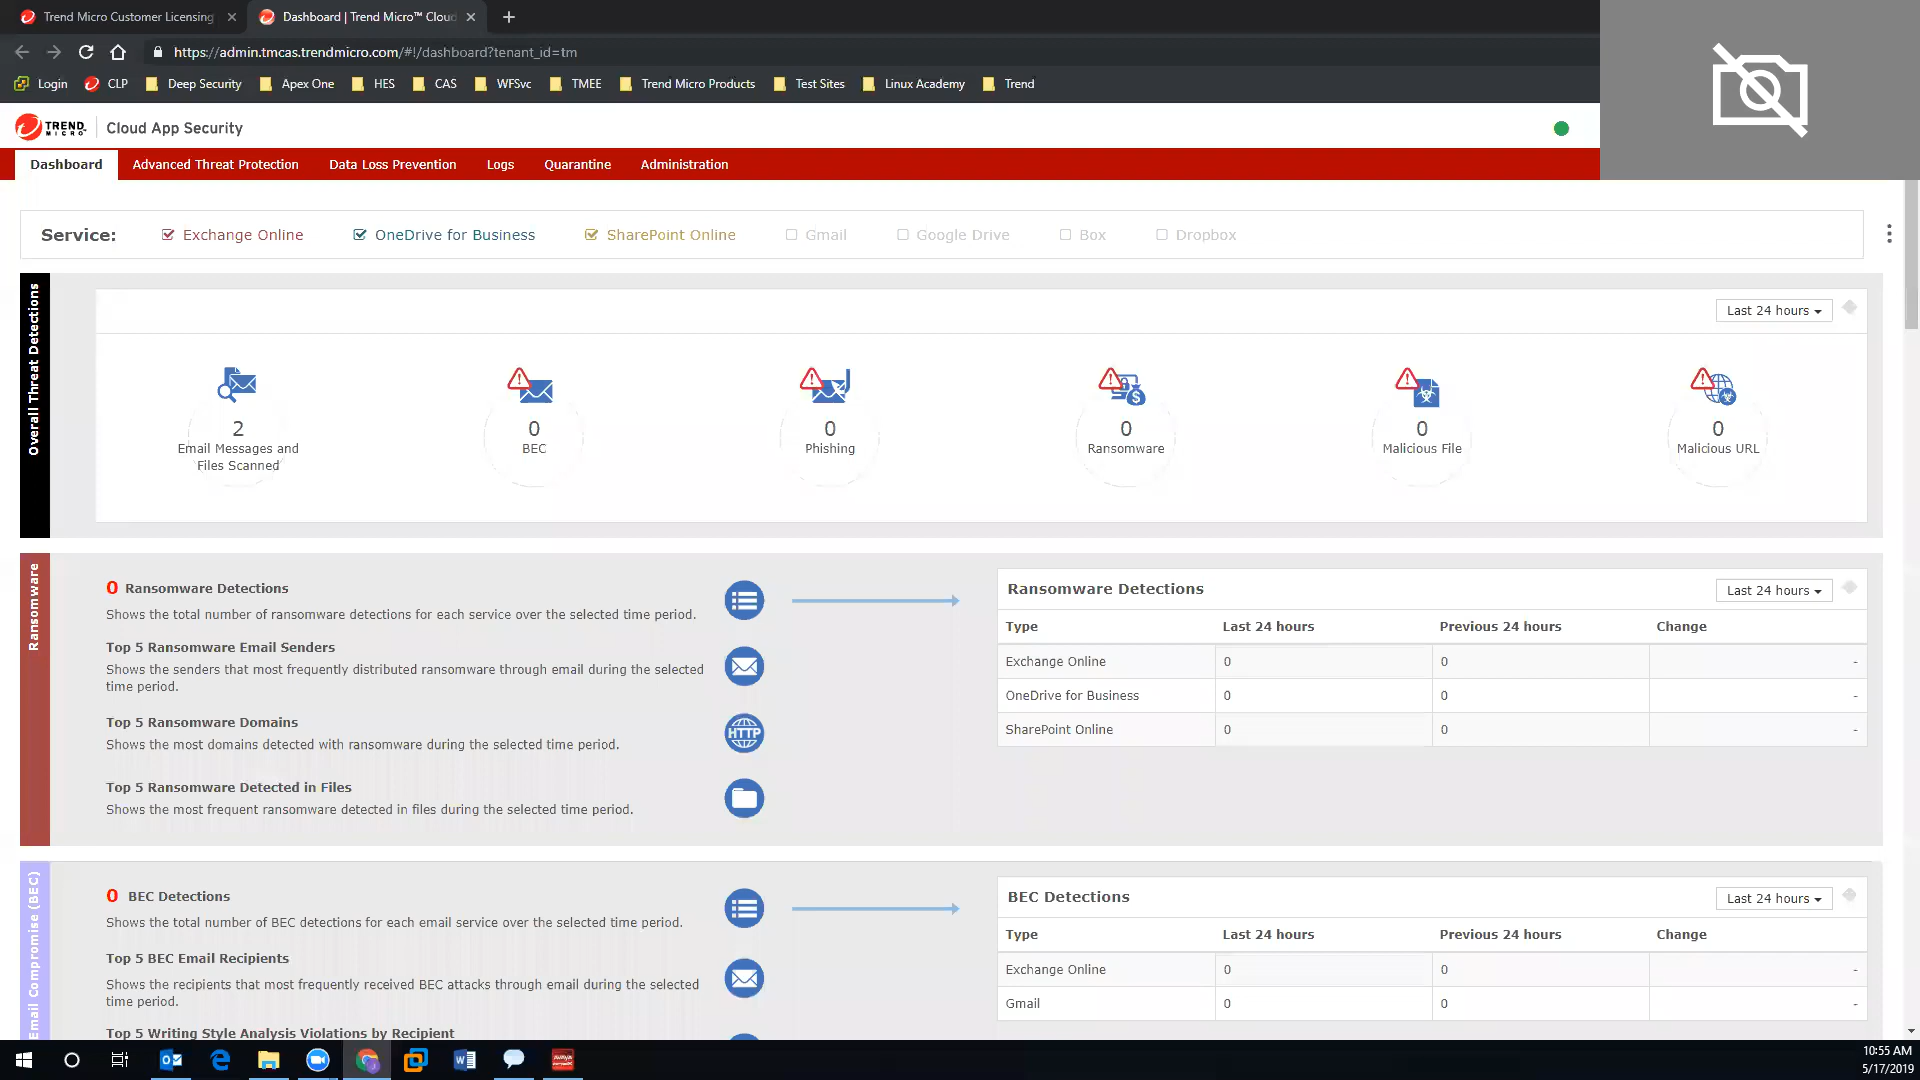 Trend Micro Customer Licensing
Dashboard | Trend Micro™ Cloud
https://admin.tmcas.trendmicro.com/#!/dashboard?tenant_id=tm
Login CLP Deep Security Apex One HES CAS WFSvc TMEE Trend Micro Products Test Sites Linux Academy Trend
TREND MICRO Cloud App Security
Dashboard Advanced Threat Protection Data Loss Prevention Logs Quarantine Administration
Service: Exchange Online OneDrive for Business SharePoint Online Gmail Google Drive Box Dropbox
Overall Threat Detections
Last 24 hours
2
Email Messages and
Files Scanned
0
BEC
0
Phishing
0
Ransomware
0
Malicious File
0
Malicious URL
Ransomware
0 Ransomware Detections
Shows the total number of ransomware detections for each service over the selected time period.
Top 5 Ransomware Email Senders
Shows the senders that most frequently distributed ransomware through email during the selected
time period.
Top 5 Ransomware Domains
Shows the most domains detected with ransomware during the selected time period.
HTTP
Top 5 Ransomware Detected in Files
Shows the most frequent ransomware detected in files during the selected time period.
Ransomware Detections Last 24 hours
Type Last 24 hours Previous 24 hours Change
Exchange Online 0 0 -
OneDrive for Business 0 0 -
SharePoint Online 0 0 -
Email Compromise (BEC)
0 BEC Detections
Shows the total number of BEC detections for each email service over the selected time period.
Top 5 BEC Email Recipients
Shows the recipients that most frequently received BEC attacks through email during the selected
time period.
Top 5 Writing Style Analysis Violations by Recipient
BEC Detections Last 24 hours
Type Last 24 hours Previous 24 hours Change
Exchange Online 0 0 -
Gmail 0 0 -
AVAYA
10:55 AM
5/17/2019